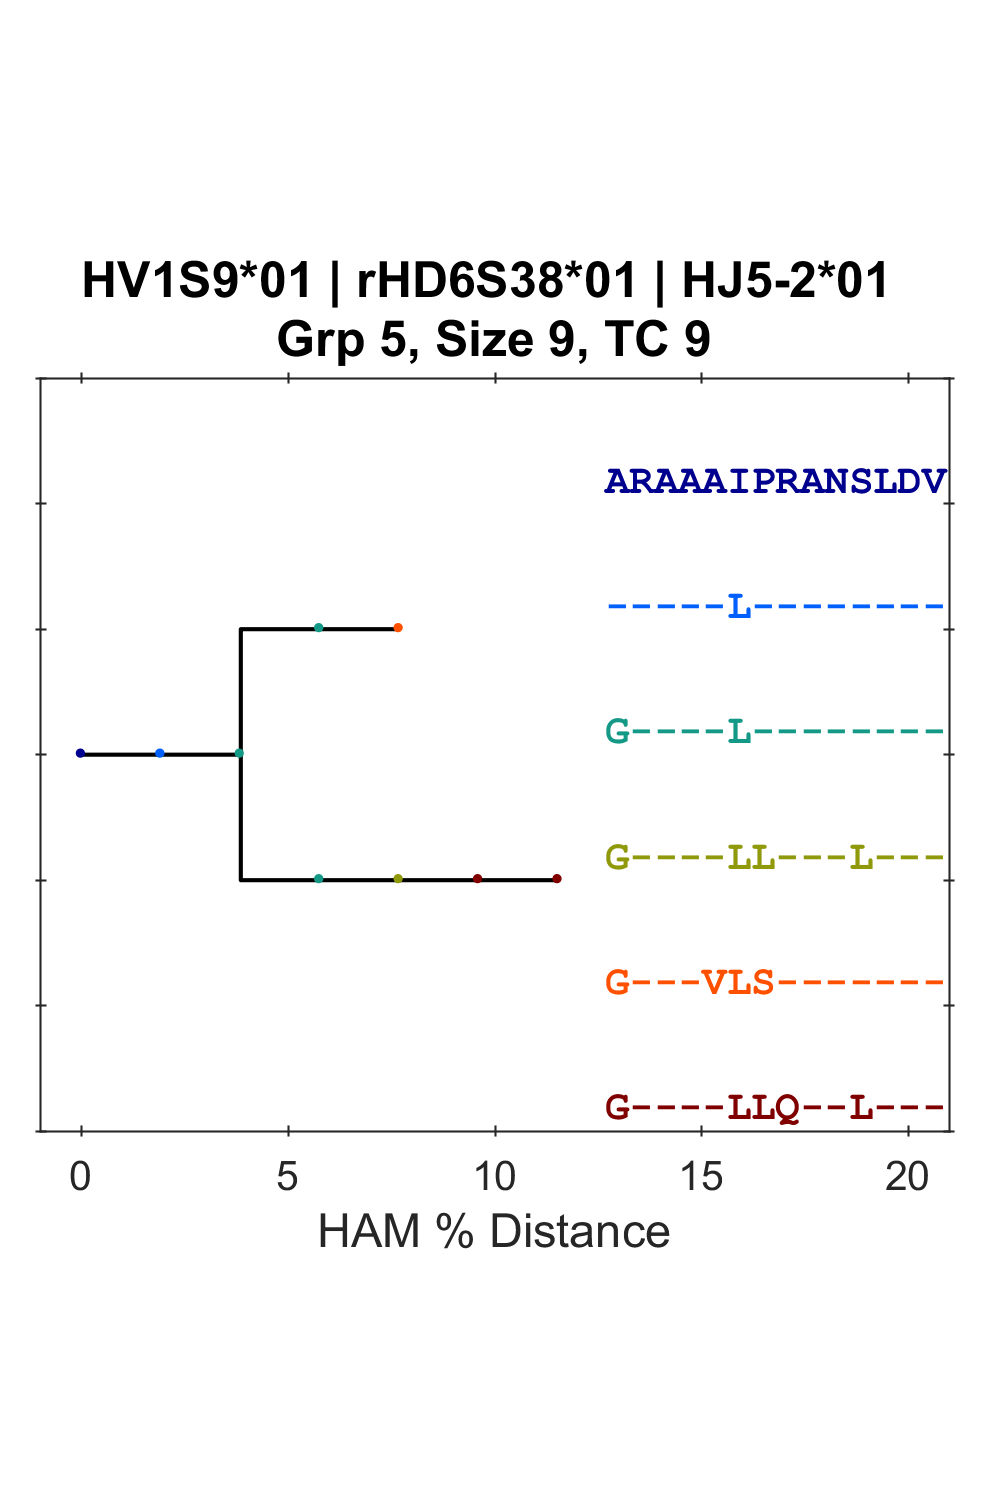 HV1S9*01 | rHD6S38*01 | HJ5-2*01
Grp 5, Size 9, TC 9
ARAAAIPRANSLDV
-----L--------
G----L--------
G----LL---L---
G---VLS-------
G----LLQ--L---
0 5 10 15 20
HAM % Distance